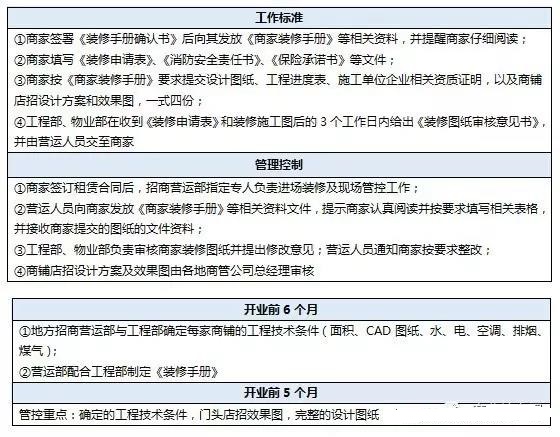 工作标准
①商家签署《装修手册确认书》后向其发放《商家装修手册》等相关资料，并提醒商家仔细阅读；
②商家填写《装修申请表》、《消防安全责任书》、《保险承诺书》等文件；
③商家按《商家装修手册》要求提交设计图纸、工程进度表、施工单位企业相关资质证明，以及商铺
店招设计方案和效果图，一式四份；
④工程部、物业部在收到《装修申请表》和装修施工图后的 3 个工作日内给出《装修图纸审核意见书》，
并由营运人员交至商家
管理控制
①商家签订租赁合同后，招商营运部指定专人负责进场装修及现场管控工作；
②营运人员向商家发放《商家装修手册》等相关资料文件，提示商家认真阅读并按要求填写相关表格，
并接收商家提交的图纸的文件资料；
③工程部、物业部负责审核商家装修图纸并提出修改意见；营运人员通知商家按要求整改；
④商铺店招设计方案及效果图由各地商管公司总经理审核
开业前 6 个月
①地方招商营运部与工程部确定每家商铺的工程技术条件（面积、CAD 图纸、水、电、空调、排烟、
煤气）；
②营运部配合工程部制定《装修手册》
开业前 5 个月
管控重点：确定的工程技术条件，门头店招效果图，完整的设计图纸